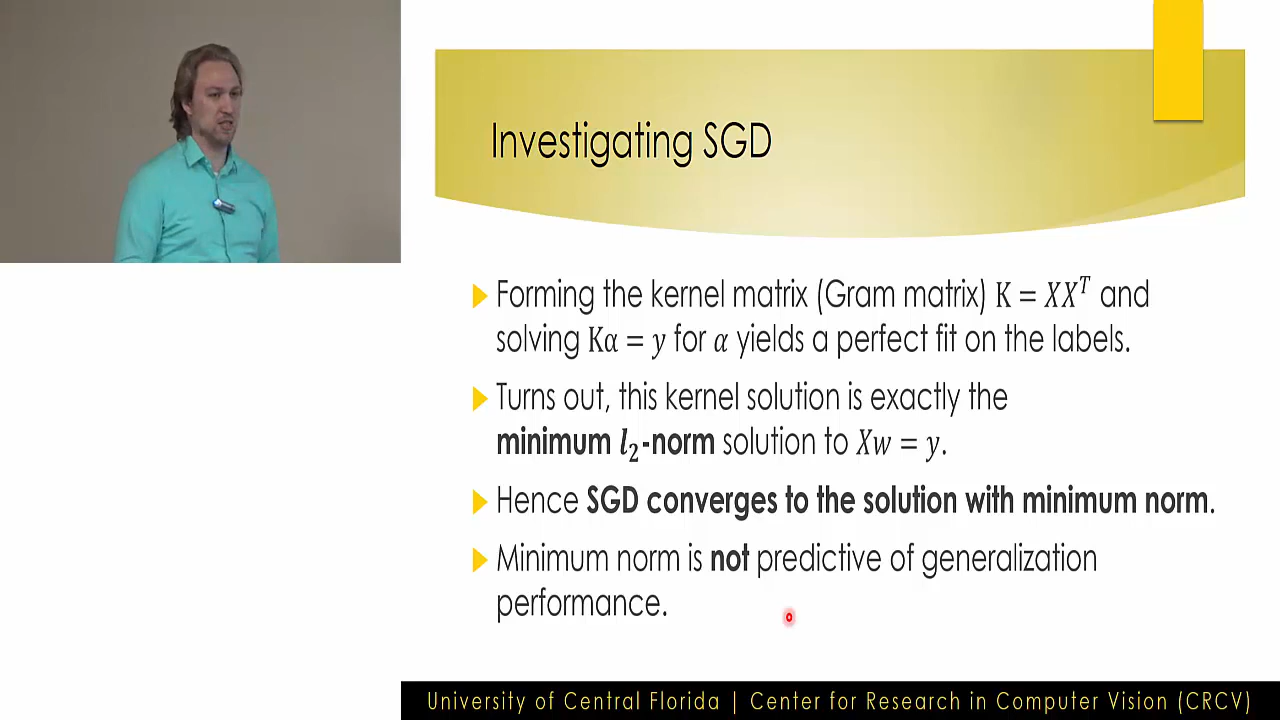 Investigating SGD
Forming the kernel matrix (Gram matrix) K = XXᵀ and
solving Kα = y for α yields a perfect fit on the labels.
Turns out, this kernel solution is exactly the
minimum l₂-norm solution to Xw = y.
Hence SGD converges to the solution with minimum norm.
Minimum norm is not predictive of generalization
performance.
University of Central Florida | Center for Research in Computer Vision (CRCV)